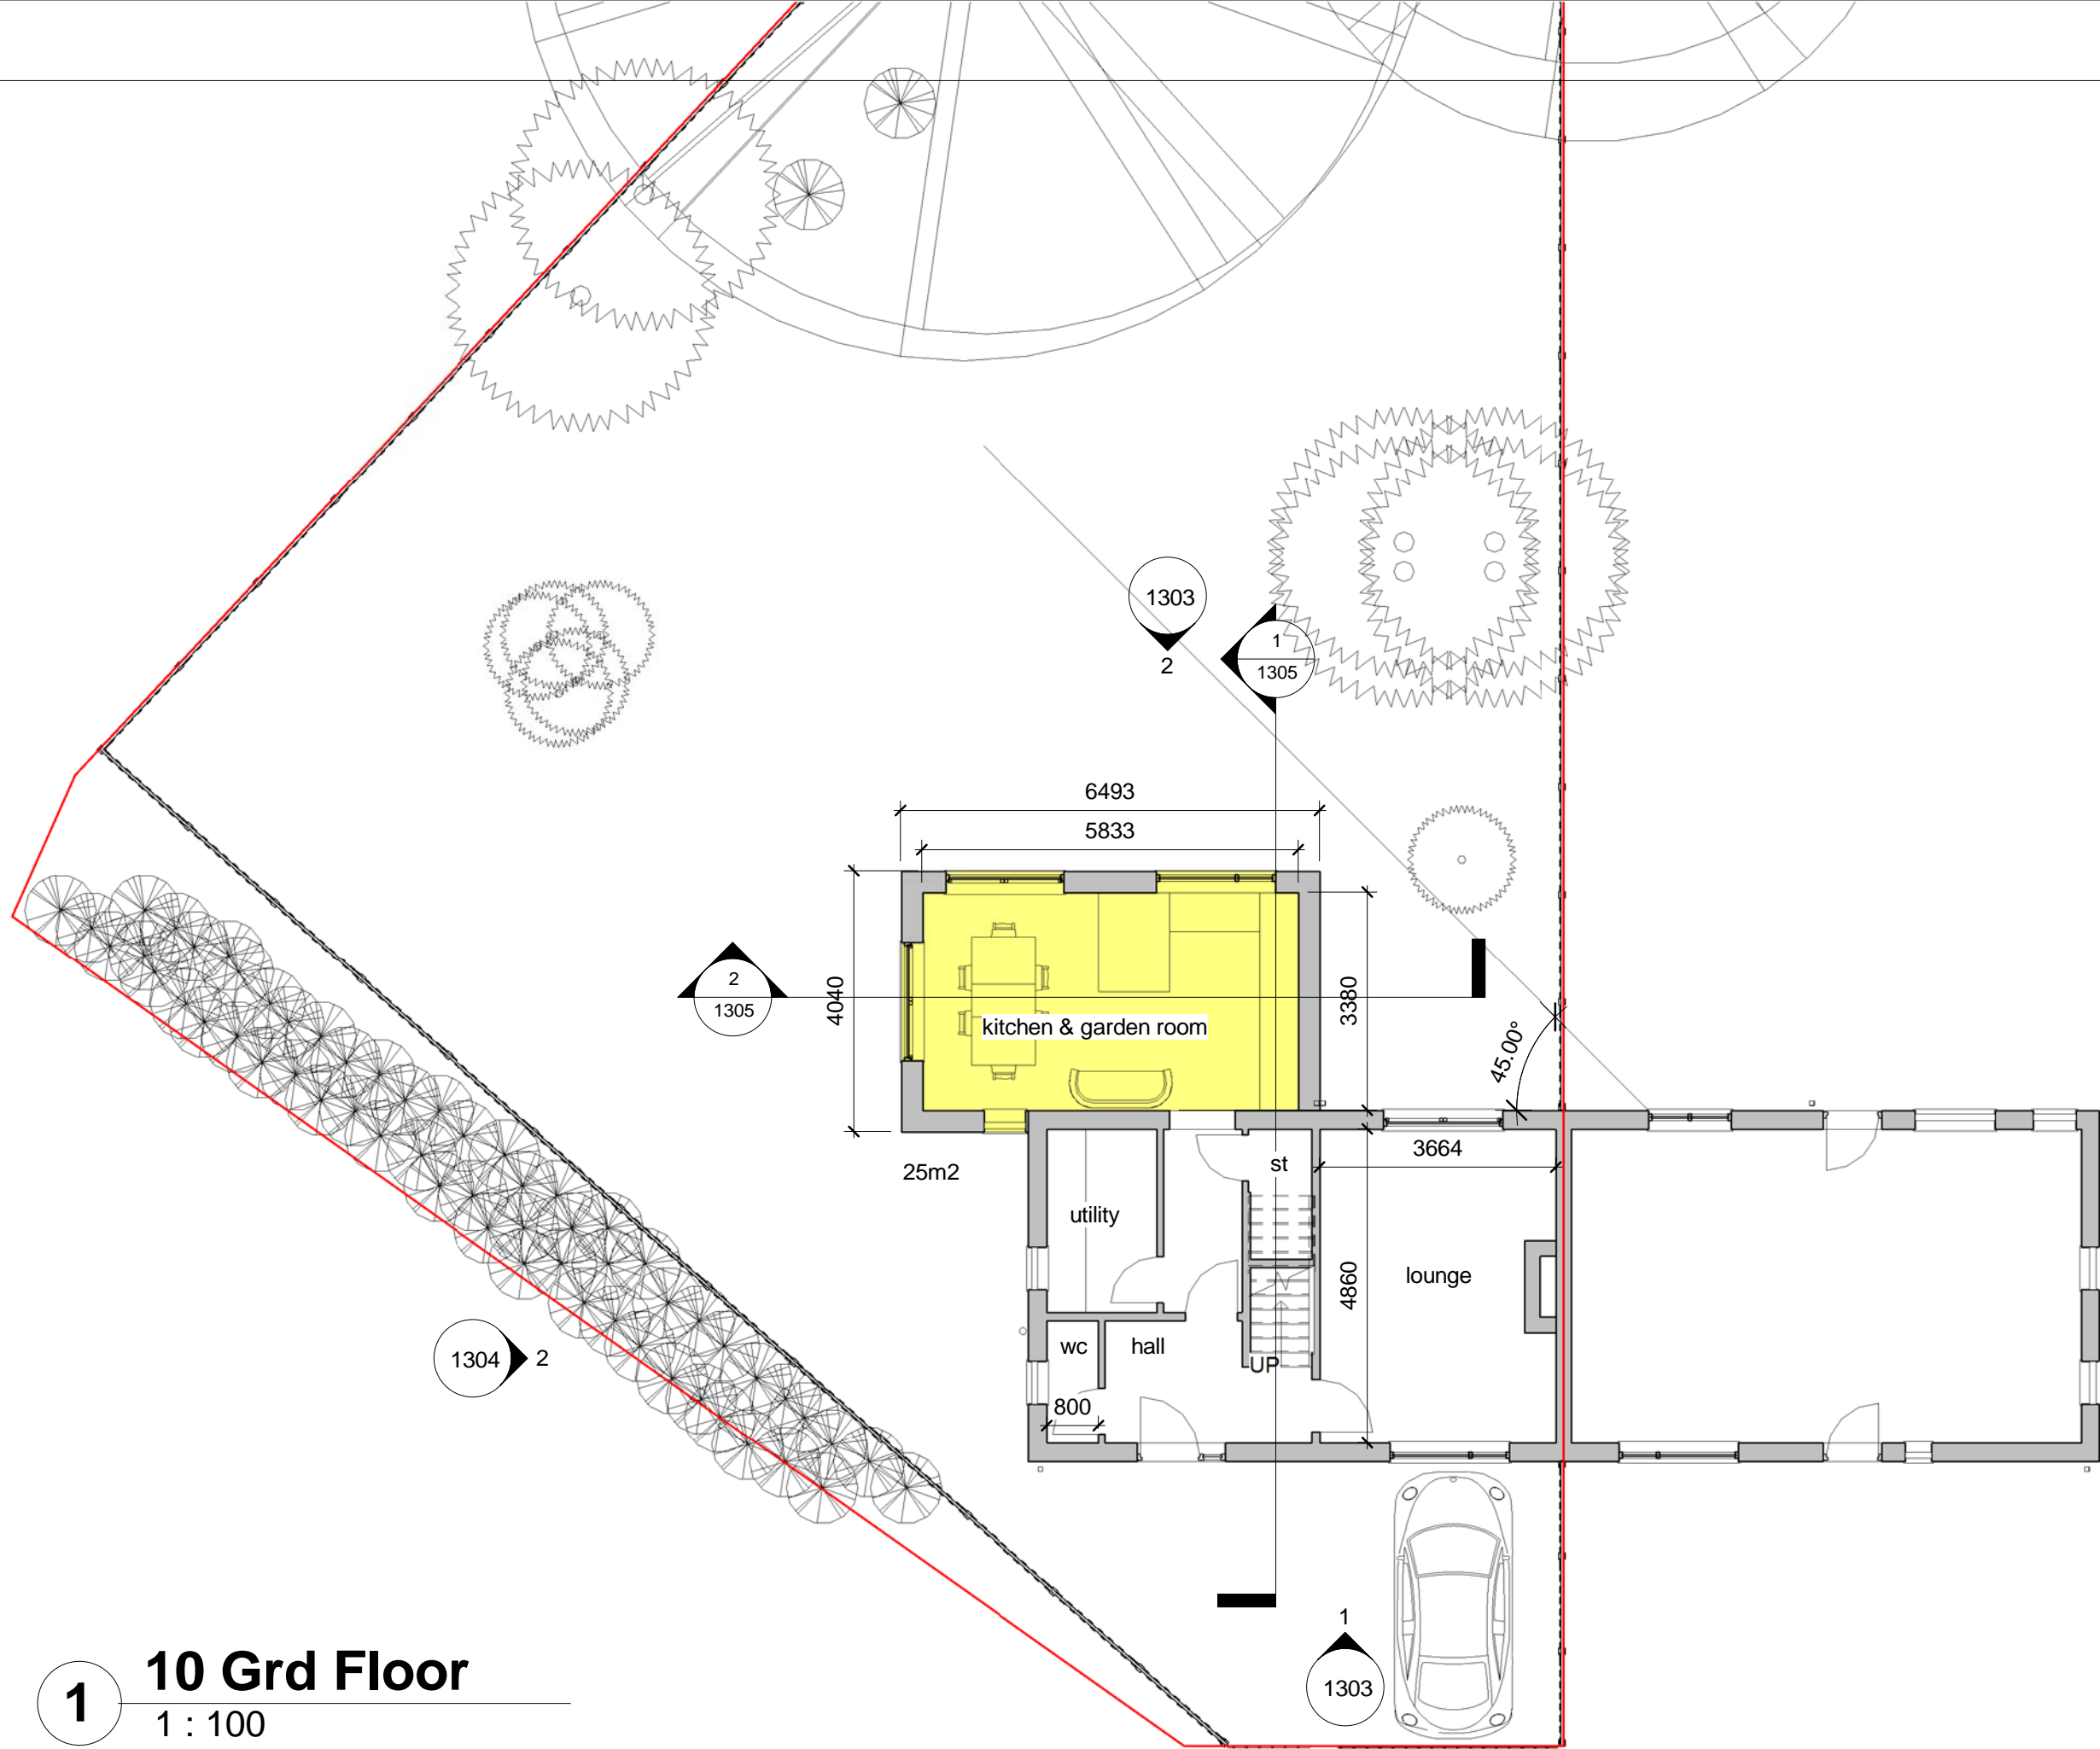 1303
2
1
1305
6493
5833
2
1305
4040
3380
kitchen & garden room
45.00°
25m2
st
3664
utility
4860
lounge
1304
2
wc
hall
UP
800
1
1303
1
10 Grd Floor
1 : 100